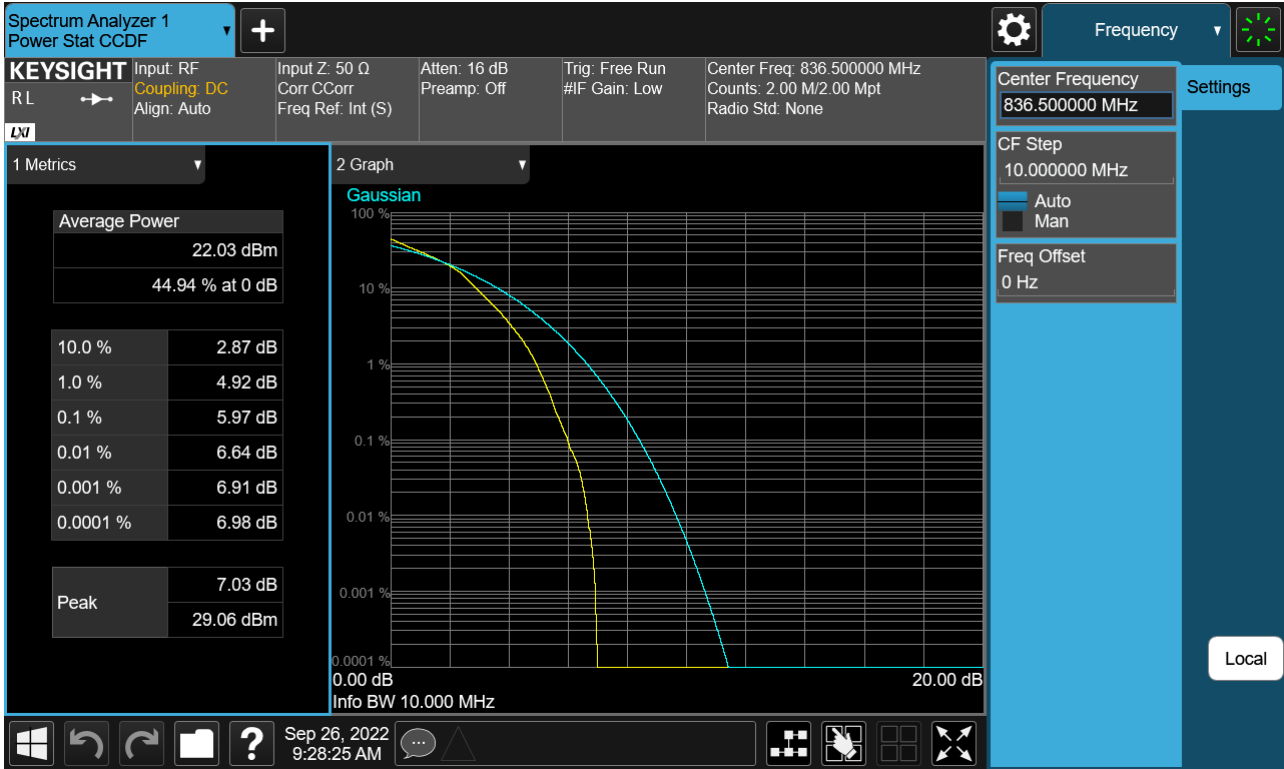 Spectrum Analyzer 1
Power Stat CCDF
+
Frequency
KEYSIGHT
R L
LXI
Input: RF
Coupling: DC
Align: Auto
Input Z: 50 Ω
Corr CCorr
Freq Ref: Int (S)
Atten: 16 dB
Preamp: Off
Trig: Free Run
#IF Gain: Low
Center Freq: 836.500000 MHz
Counts: 2.00 M/2.00 Mpt
Radio Std: None
Center Frequency
836.500000 MHz
Settings
CF Step
10.000000 MHz
Auto
Man
Freq Offset
0 Hz
Local
1 Metrics
Average Power
22.03 dBm
44.94 % at 0 dB
10.0 % 2.87 dB
1.0 % 4.92 dB
0.1 % 5.97 dB
0.01 % 6.64 dB
0.001 % 6.91 dB
0.0001 % 6.98 dB
Peak
7.03 dB
29.06 dBm
2 Graph
Gaussian
100 %
10 %
1 %
0.1 %
0.01 %
0.001 %
0.0001 %
0.00 dB 20.00 dB
Info BW 10.000 MHz
?
Sep 26, 2022
9:28:25 AM